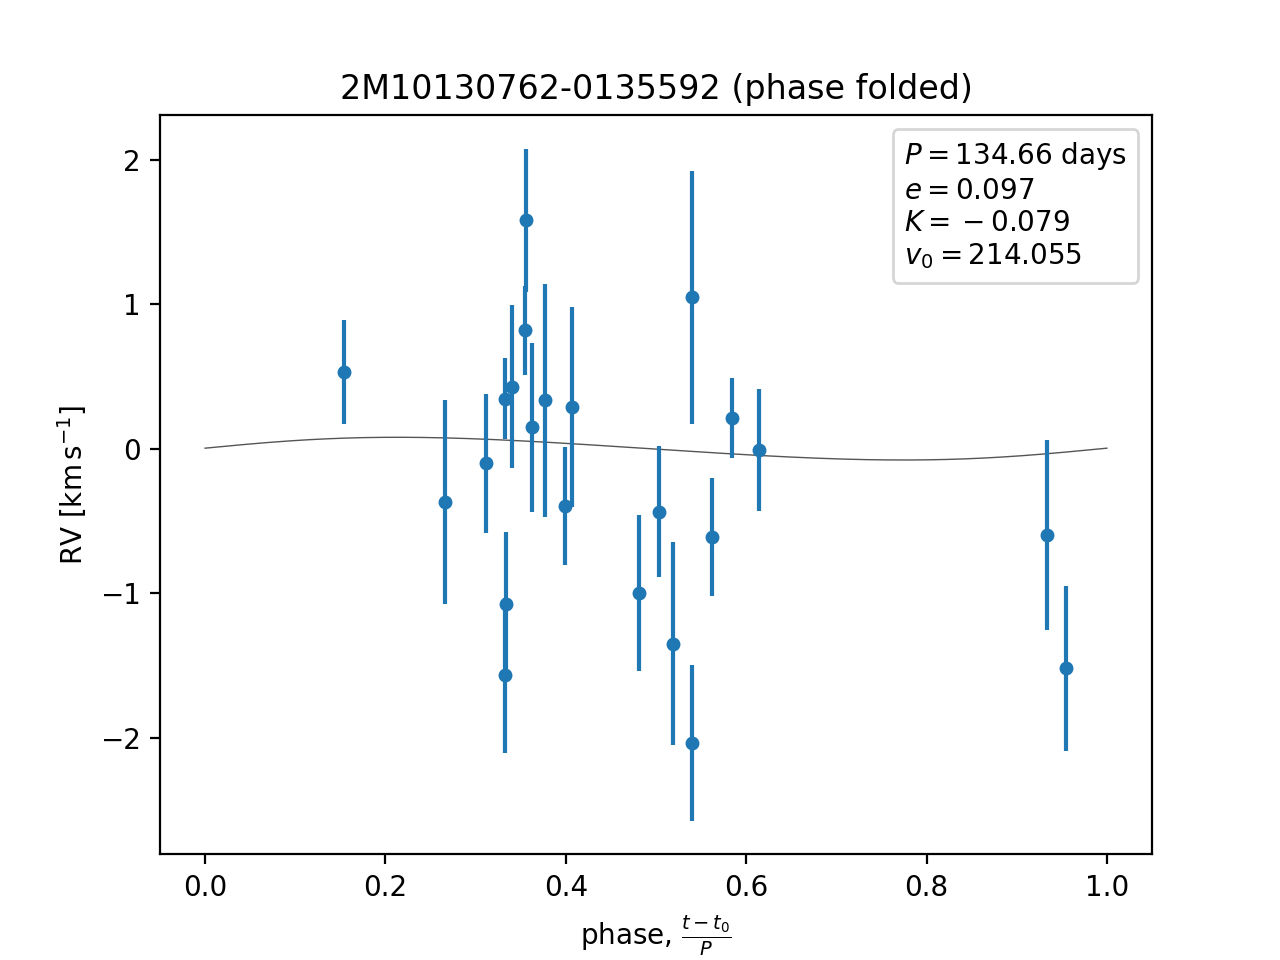 2M10130762-0135592 (phase folded)
P = 134.66 days
e = 0.097
K = −0.079
v₀ = 214.055
2
1
0
−1
−2
RV [km s⁻¹]
0.0 0.2 0.4 0.6 0.8 1.0
phase, (t − t₀)/P